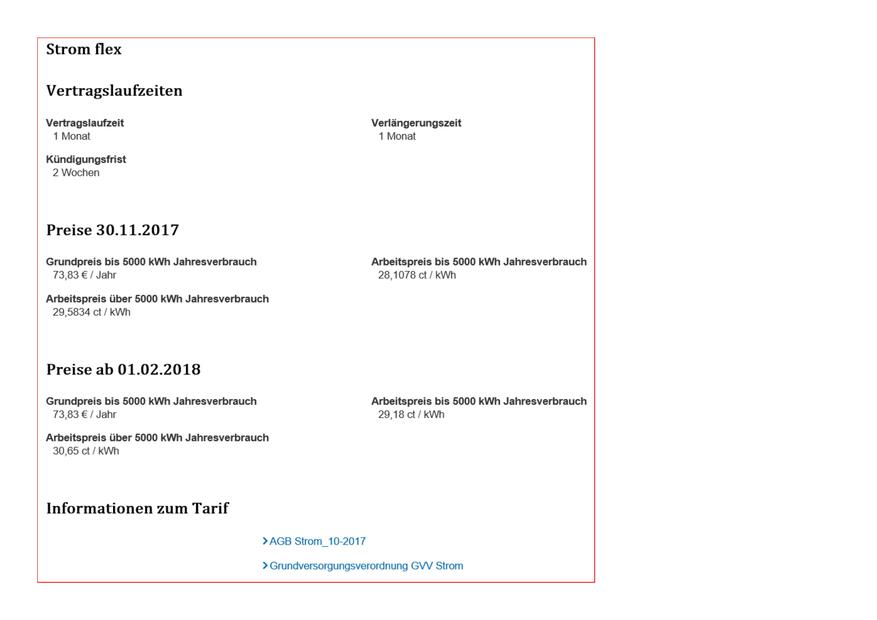 Strom flex
Vertragslaufzeiten
Vertragslaufzeit
1 Monat
Verlängerungszeit
1 Monat
Kündigungsfrist
2 Wochen
Preise 30.11.2017
Grundpreis bis 5000 kWh Jahresverbrauch
73,83 € / Jahr
Arbeitspreis bis 5000 kWh Jahresverbrauch
28,1078 ct / kWh
Arbeitspreis über 5000 kWh Jahresverbrauch
29,5834 ct / kWh
Preise ab 01.02.2018
Grundpreis bis 5000 kWh Jahresverbrauch
73,83 € / Jahr
Arbeitspreis bis 5000 kWh Jahresverbrauch
29,18 ct / kWh
Arbeitspreis über 5000 kWh Jahresverbrauch
30,65 ct / kWh
Informationen zum Tarif
AGB Strom_10-2017
Grundversorgungsverordnung GVV Strom